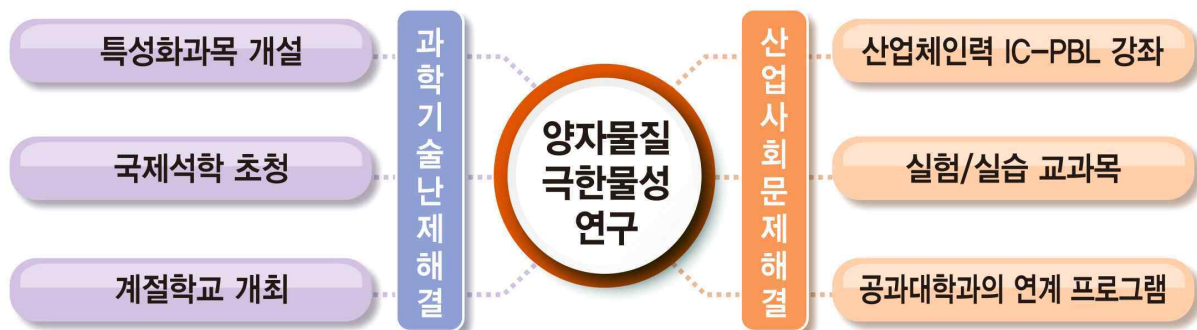 특성화과목 개설
국제석학 초청
계절학교 개최
과학기술난제해결
양자물질
극한물성
연구
산업사회문제해결
산업체인력 IC-PBL 강좌
실험/실습 교과목
공과대학과의 연계 프로그램